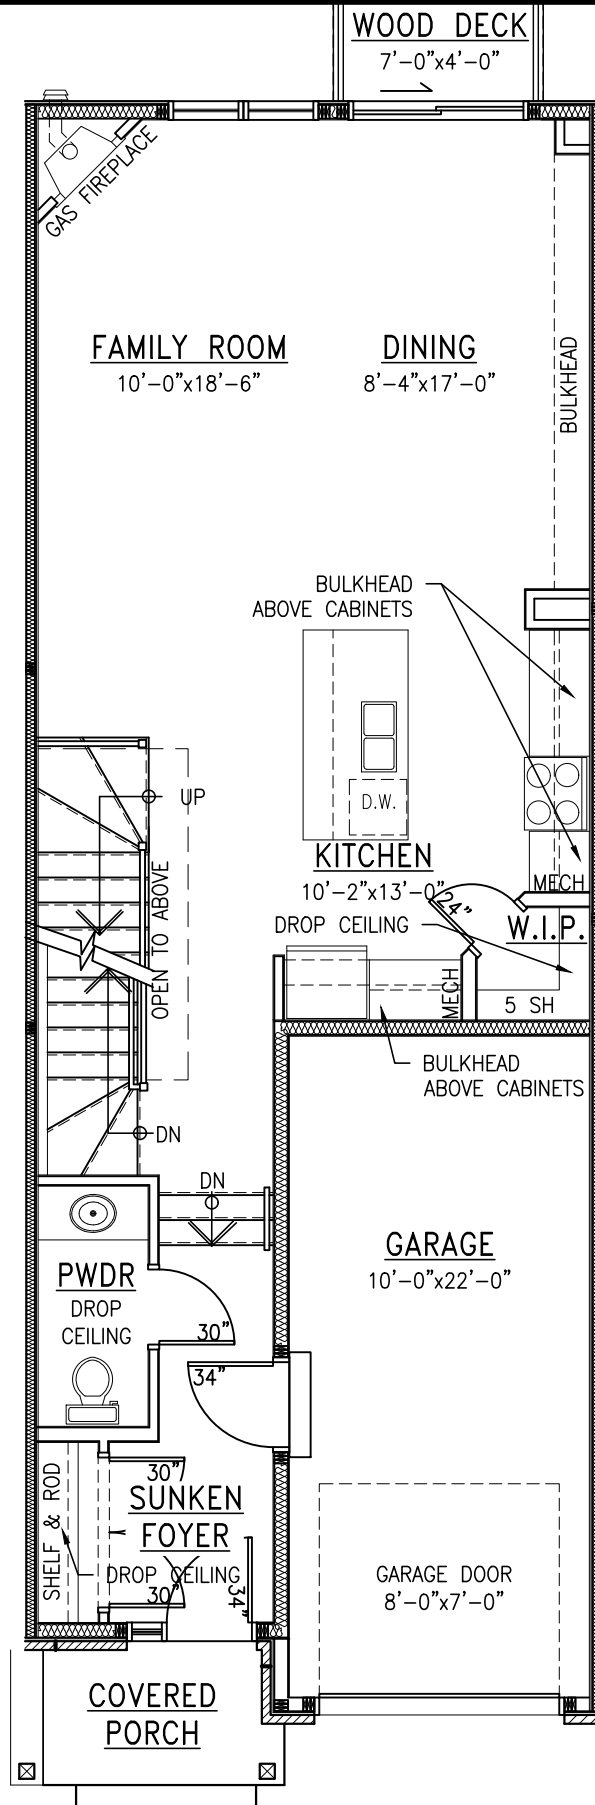 WOOD DECK
7'-0"x4'-0"
GAS FIREPLACE
FAMILY ROOM
10'-0"x18'-6"
DINING
8'-4"x17'-0"
BULKHEAD
BULKHEAD
ABOVE CABINETS
UP
D.W.
OPEN TO ABOVE
KITCHEN
10'-2"x13'-0"
24"
MECH
W.I.P.
DROP CEILING
MECH
5 SH
BULKHEAD
ABOVE CABINETS
DN
DN
GARAGE
10'-0"x22'-0"
PWDR
DROP
CEILING
30"
34"
SHELF & ROD
30"
SUNKEN
FOYER
DROP CEILING
30"
34"
GARAGE DOOR
8'-0"x7'-0"
COVERED
PORCH